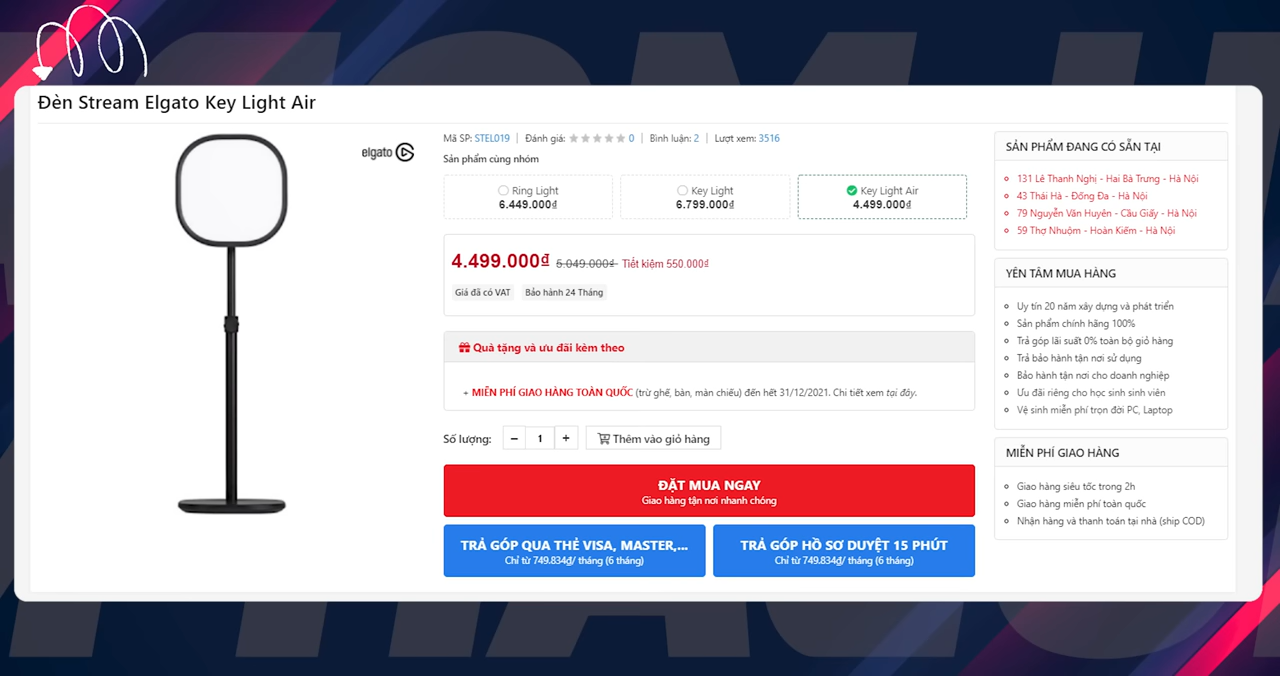 Đèn Stream Elgato Key Light Air
elgato
Mã SP: STEL019 | Đánh giá: 0 | Bình luận: 2 | Lượt xem: 3516
Sản phẩm cùng nhóm
Ring Light
6.449.000₫
Key Light
6.799.000₫
Key Light Air
4.499.000₫
4.499.000₫ 5.049.000₫ Tiết kiệm 550.000₫
Giá đã có VAT Bảo hành 24 Tháng
Quà tặng và ưu đãi kèm theo
+ MIỄN PHÍ GIAO HÀNG TOÀN QUỐC (trừ ghế, bàn, màn chiếu) đến hết 31/12/2021. Chi tiết xem tại đây.
Số lượng: − 1 + Thêm vào giỏ hàng
ĐẶT MUA NGAY
Giao hàng tận nơi nhanh chóng
TRẢ GÓP QUA THẺ VISA, MASTER,...
Chỉ từ 749.834₫/ tháng (6 tháng)
TRẢ GÓP HỒ SƠ DUYỆT 15 PHÚT
Chỉ từ 749.834₫/ tháng (6 tháng)
SẢN PHẨM ĐANG CÓ SẴN TẠI
131 Lê Thanh Nghị - Hai Bà Trưng - Hà Nội
43 Thái Hà - Đống Đa - Hà Nội
79 Nguyễn Văn Huyên - Cầu Giấy - Hà Nội
59 Thợ Nhuộm - Hoàn Kiếm - Hà Nội
YÊN TÂM MUA HÀNG
Uy tín 20 năm xây dựng và phát triển
Sản phẩm chính hãng 100%
Trả góp lãi suất 0% toàn bộ giỏ hàng
Trả bảo hành tận nơi sử dụng
Bảo hành tận nơi cho doanh nghiệp
Ưu đãi riêng cho học sinh sinh viên
Vệ sinh miễn phí trọn đời PC, Laptop
MIỄN PHÍ GIAO HÀNG
Giao hàng siêu tốc trong 2h
Giao hàng miễn phí toàn quốc
Nhận hàng và thanh toán tại nhà (ship COD)